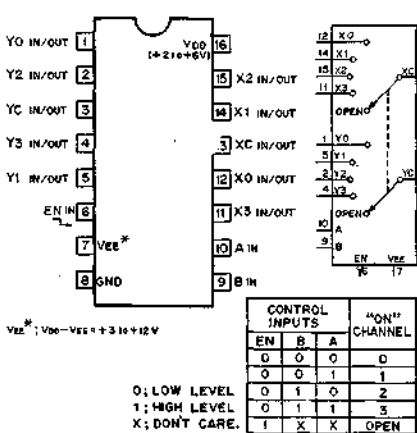 Y0 IN/OUT 1
Y2 IN/OUT 2
YC IN/OUT 3
Y3 IN/OUT 4
Y1 IN/OUT 5
EN IN 6
7 VEE*
8 GND
VDD 16
(+2 to +6V)
15 X2 IN/OUT
14 X1 IN/OUT
3 XC IN/OUT
12 X0 IN/OUT
11 X3 IN/OUT
10 A IN
9 B IN
12 X0
14 X1
15 X2
11 X3
XC
OPEN
1 Y0
5 Y1
2 Y2
4 Y3
YC
OPEN
10 A
9 B
EN VEE
6 7
VEE*; VDD-VEE=+3 to +12V
0; LOW LEVEL
1; HIGH LEVEL
X; DON'T CARE.
CONTROL INPUTS "ON" CHANNEL
EN B A
0 0 0 0
0 0 1 1
0 1 0 2
0 1 1 3
1 X X OPEN